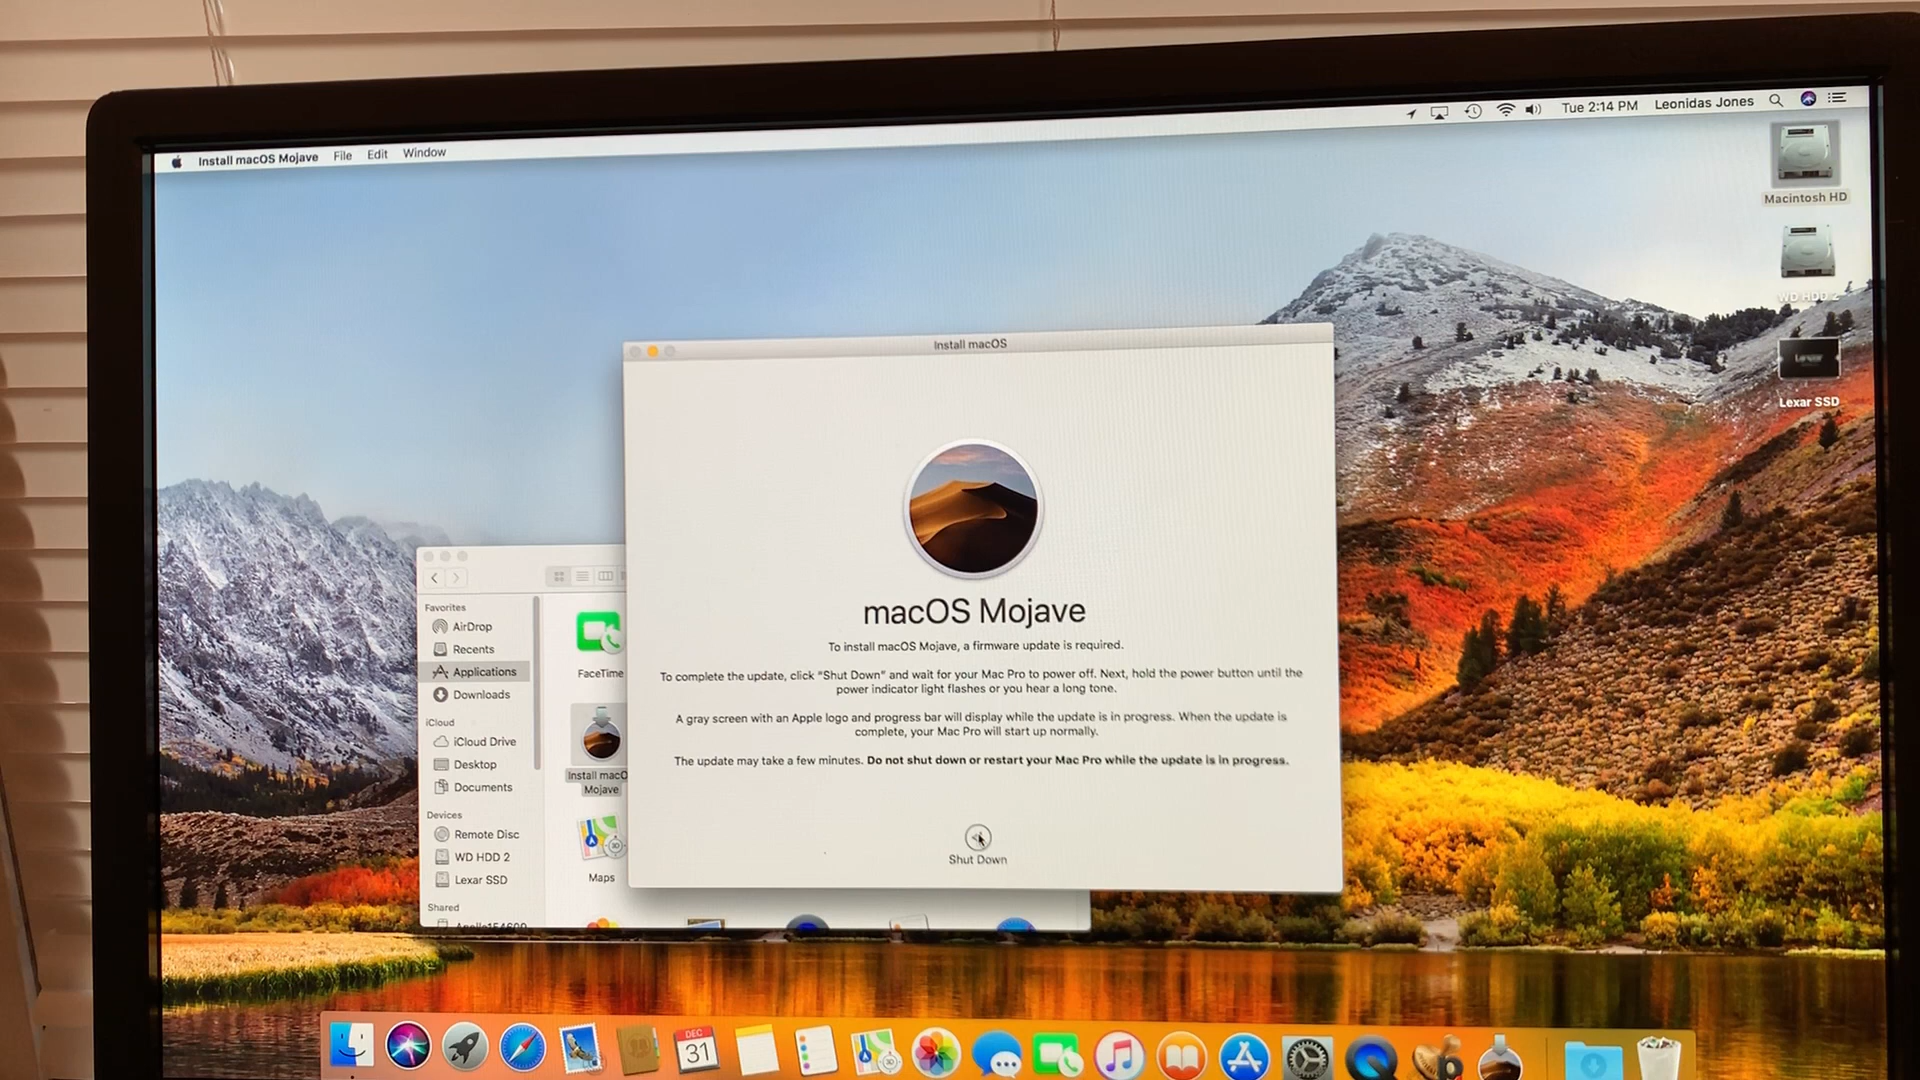 Install macOS Mojave File Edit Window
Tue 2:14 PM Leonidas Jones
Macintosh HD
WD HDD 2
Lexar
Lexar SSD
Install macOS
macOS Mojave
To install macOS Mojave, a firmware update is required.
To complete the update, click "Shut Down" and wait for your Mac Pro to power off. Next, hold the power button until the
power indicator light flashes or you hear a long tone.
A gray screen with an Apple logo and progress bar will display while the update is in progress. When the update is
complete, your Mac Pro will start up normally.
The update may take a few minutes. Do not shut down or restart your Mac Pro while the update is in progress.
Shut Down
Favorites
AirDrop
Recents
Applications
Downloads
iCloud
iCloud Drive
Desktop
Documents
Devices
Remote Disc
WD HDD 2
Lexar SSD
Shared
FaceTime
Install macO
Mojave
3D
Maps
DEC
31
3D